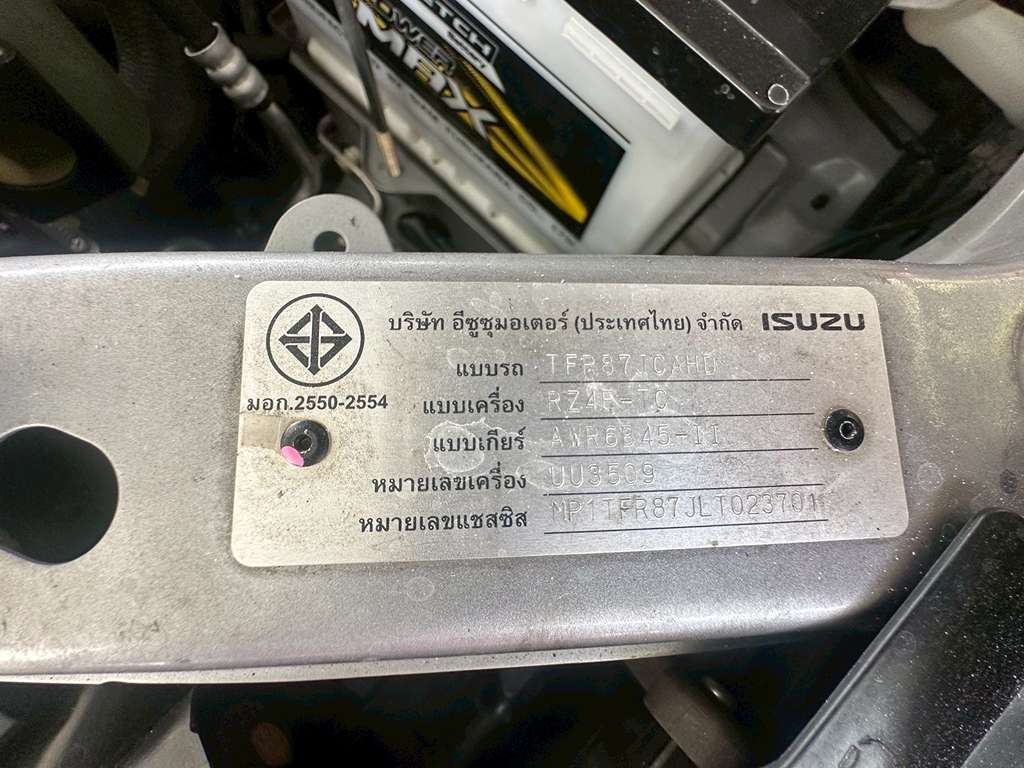 POWER
MAX
บริษัท อีซูซุมอเตอร์ (ประเทศไทย) จำกัด ISUZU
มอก.2550-2554
แบบรถ TFR87JCAHD
แบบเครื่อง RZ4E-TC
แบบเกียร์ AWR6B45-II
หมายเลขเครื่อง UU3509
หมายเลขแชสซิส MP1TFR87JLT023701